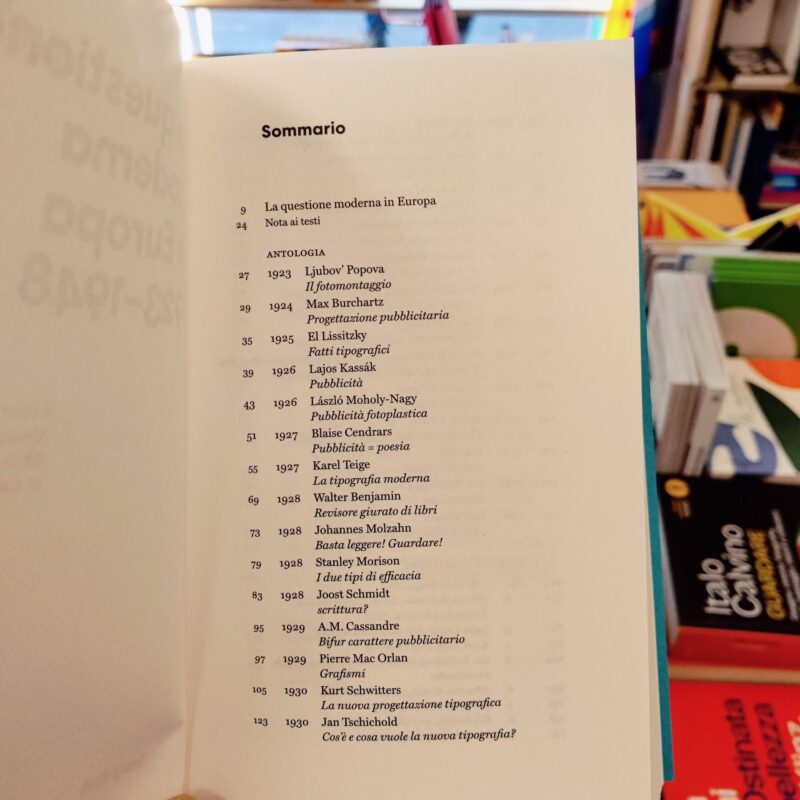 Sommario
9 La questione moderna in Europa
24 Nota ai testi
ANTOLOGIA
27 1923 Ljubov’ Popova
Il fotomontaggio
29 1924 Max Burchartz
Progettazione pubblicitaria
35 1925 El Lissitzky
Fatti tipografici
39 1926 Lajos Kassák
Pubblicità
43 1926 László Moholy-Nagy
Pubblicità fotoplastica
51 1927 Blaise Cendrars
Pubblicità = poesia
55 1927 Karel Teige
La tipografia moderna
69 1928 Walter Benjamin
Revisore giurato di libri
73 1928 Johannes Molzahn
Basta leggere! Guardare!
79 1928 Stanley Morison
I due tipi di efficacia
83 1928 Joost Schmidt
scrittura?
95 1929 A.M. Cassandre
Bifur carattere pubblicitario
97 1929 Pierre Mac Orlan
Grafismi
105 1930 Kurt Schwitters
La nuova progettazione tipografica
123 1930 Jan Tschichold
Cos’è e cosa vuole la nuova tipografia?
Italo
Calvino
GUARDARE
Ostinata